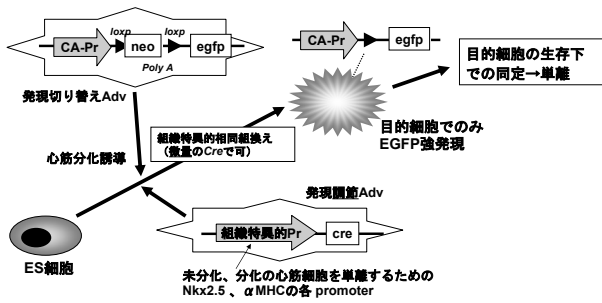 loxp
loxp
CA-Pr
neo
egfp
Poly A
発現切り替えAdv
CA-Pr
egfp
目的細胞の生存下
での同定→単離
組織特異的相同組換え
(微量のCreで可)
目的細胞でのみ
EGFP強発現
心筋分化誘導
発現調節Adv
組織特異的Pr
cre
ES細胞
未分化、分化の心筋細胞を単離するための
Nkx2.5 、αMHCの各 promoter